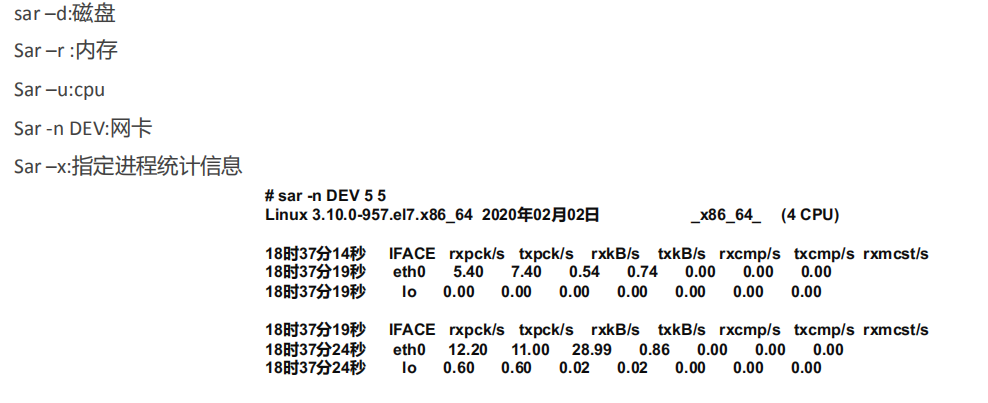 sar –d:磁盘
Sar –r :内存
Sar –u:cpu
Sar -n DEV:网卡
Sar –x:指定进程统计信息
# sar -n DEV 5 5
Linux 3.10.0-957.el7.x86_64 2020年02月02日 _x86_64_ (4 CPU)
18时37分14秒 IFACE rxpck/s txpck/s rxkB/s txkB/s rxcmp/s txcmp/s rxmcst/s
18时37分19秒 eth0 5.40 7.40 0.54 0.74 0.00 0.00 0.00
18时37分19秒 lo 0.00 0.00 0.00 0.00 0.00 0.00 0.00
18时37分19秒 IFACE rxpck/s txpck/s rxkB/s txkB/s rxcmp/s txcmp/s rxmcst/s
18时37分24秒 eth0 12.20 11.00 28.99 0.86 0.00 0.00 0.00
18时37分24秒 lo 0.60 0.60 0.02 0.02 0.00 0.00 0.00